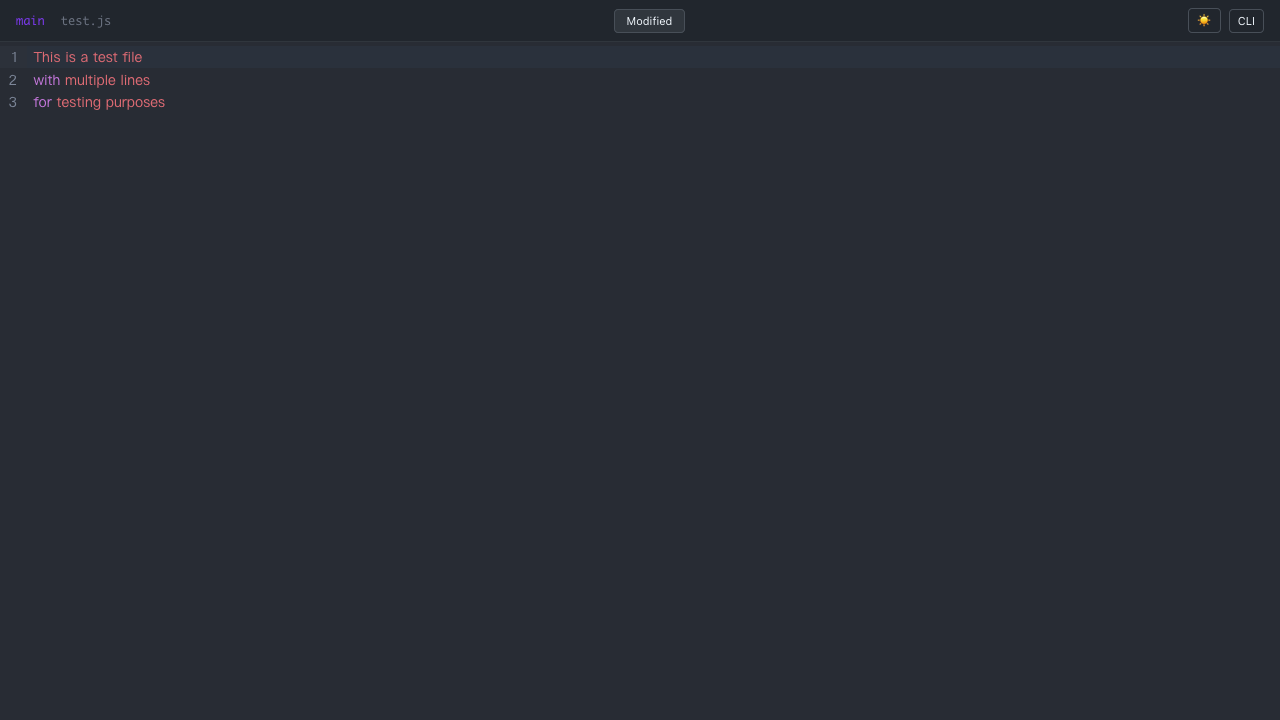 main test.js Modified CLI
1 This is a test file
2 with multiple lines
3 for testing purposes